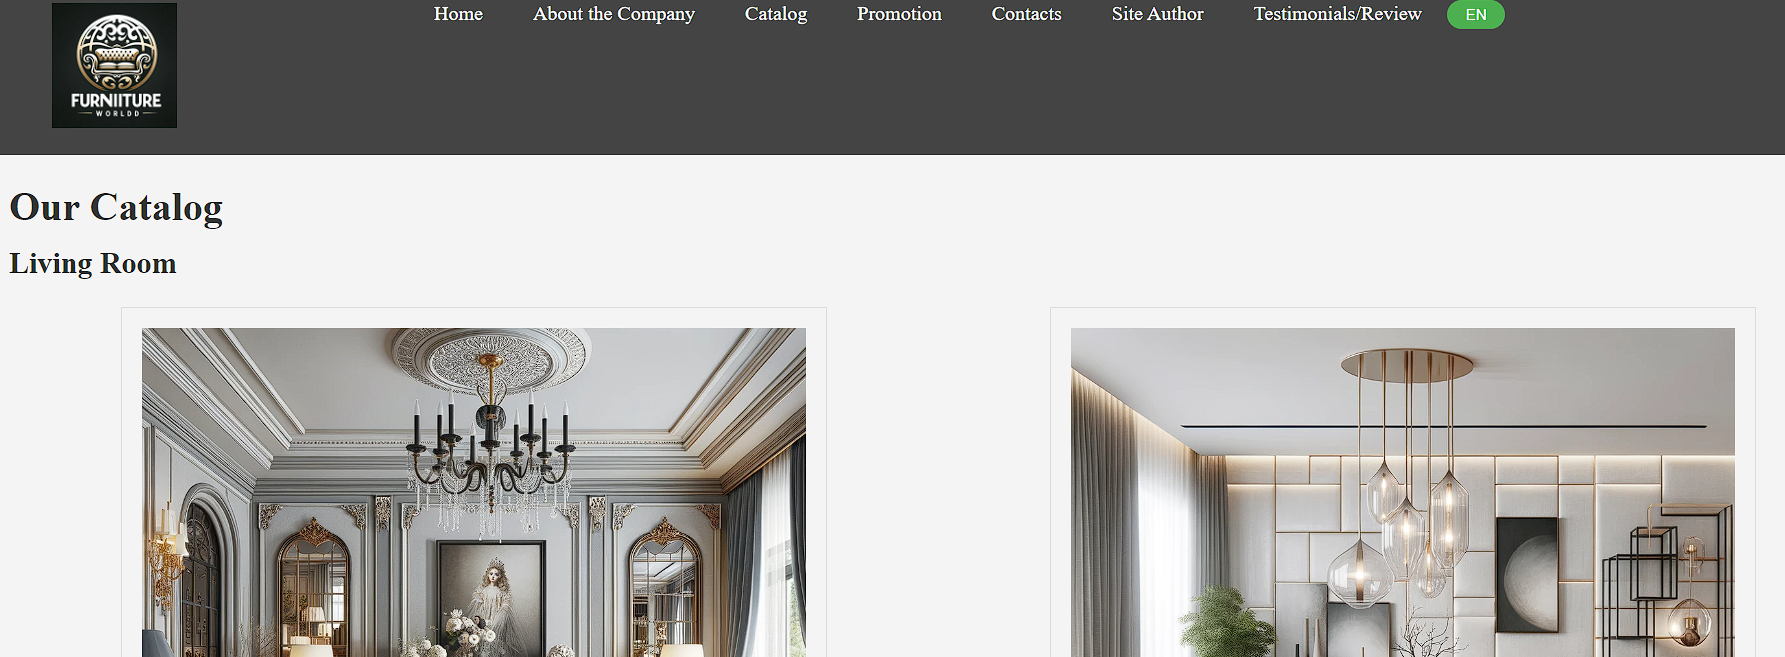 Home About the Company Catalog Promotion Contacts Site Author Testimonials/Review EN
FURNIITURE
WORLDD
Our Catalog
Living Room